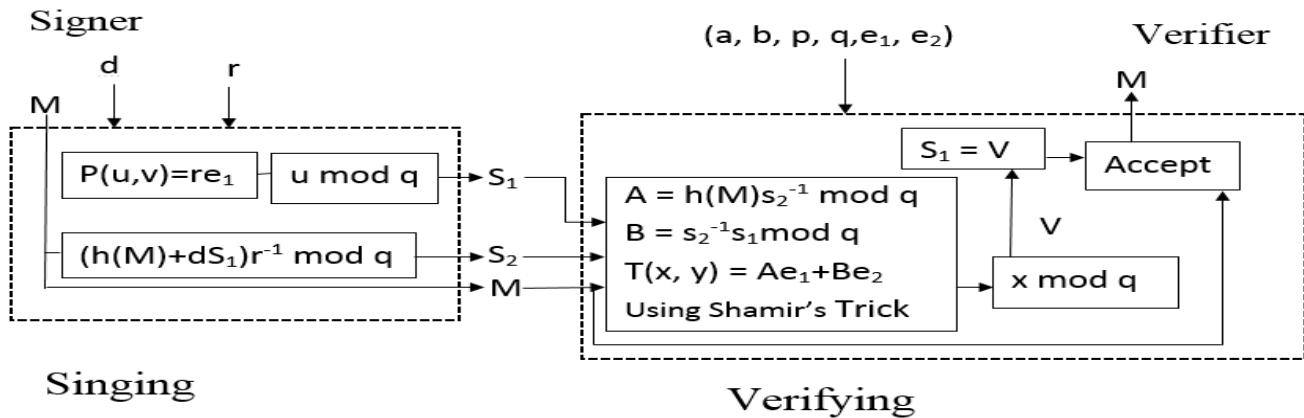 Signer
d
r
M
P(u,v)=re₁
u mod q
S₁
(h(M)+dS₁)r⁻¹ mod q
S₂
M
Singing
(a, b, p, q,e₁, e₂)
Verifier
M
S₁ = V
Accept
A = h(M)s₂⁻¹ mod q
B = s₂⁻¹s₁mod q
T(x, y) = Ae₁+Be₂
Using Shamir’s Trick
V
x mod q
Verifying